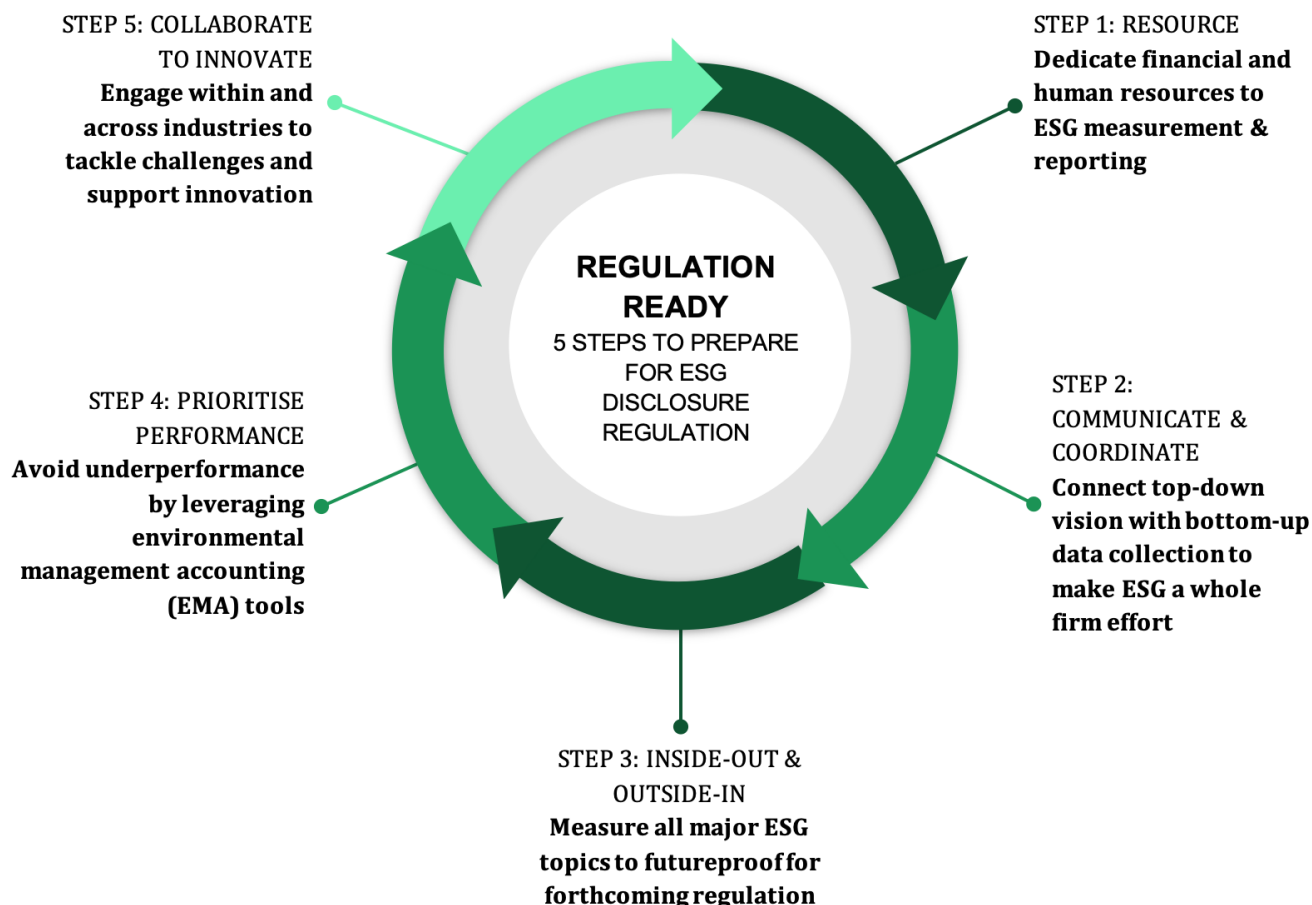 REGULATION
READY
5 STEPS TO PREPARE
FOR ESG
DISCLOSURE
REGULATION
STEP 1: RESOURCE
Dedicate financial and
human resources to
ESG measurement &
reporting
STEP 2:
COMMUNICATE &
COORDINATE
Connect top-down
vision with bottom-up
data collection to
make ESG a whole
firm effort
STEP 3: INSIDE-OUT &
OUTSIDE-IN
Measure all major ESG
topics to futureproof for
forthcoming regulation
STEP 4: PRIORITISE
PERFORMANCE
Avoid underperformance
by leveraging
environmental
management accounting
(EMA) tools
STEP 5: COLLABORATE
TO INNOVATE
Engage within and
across industries to
tackle challenges and
support innovation